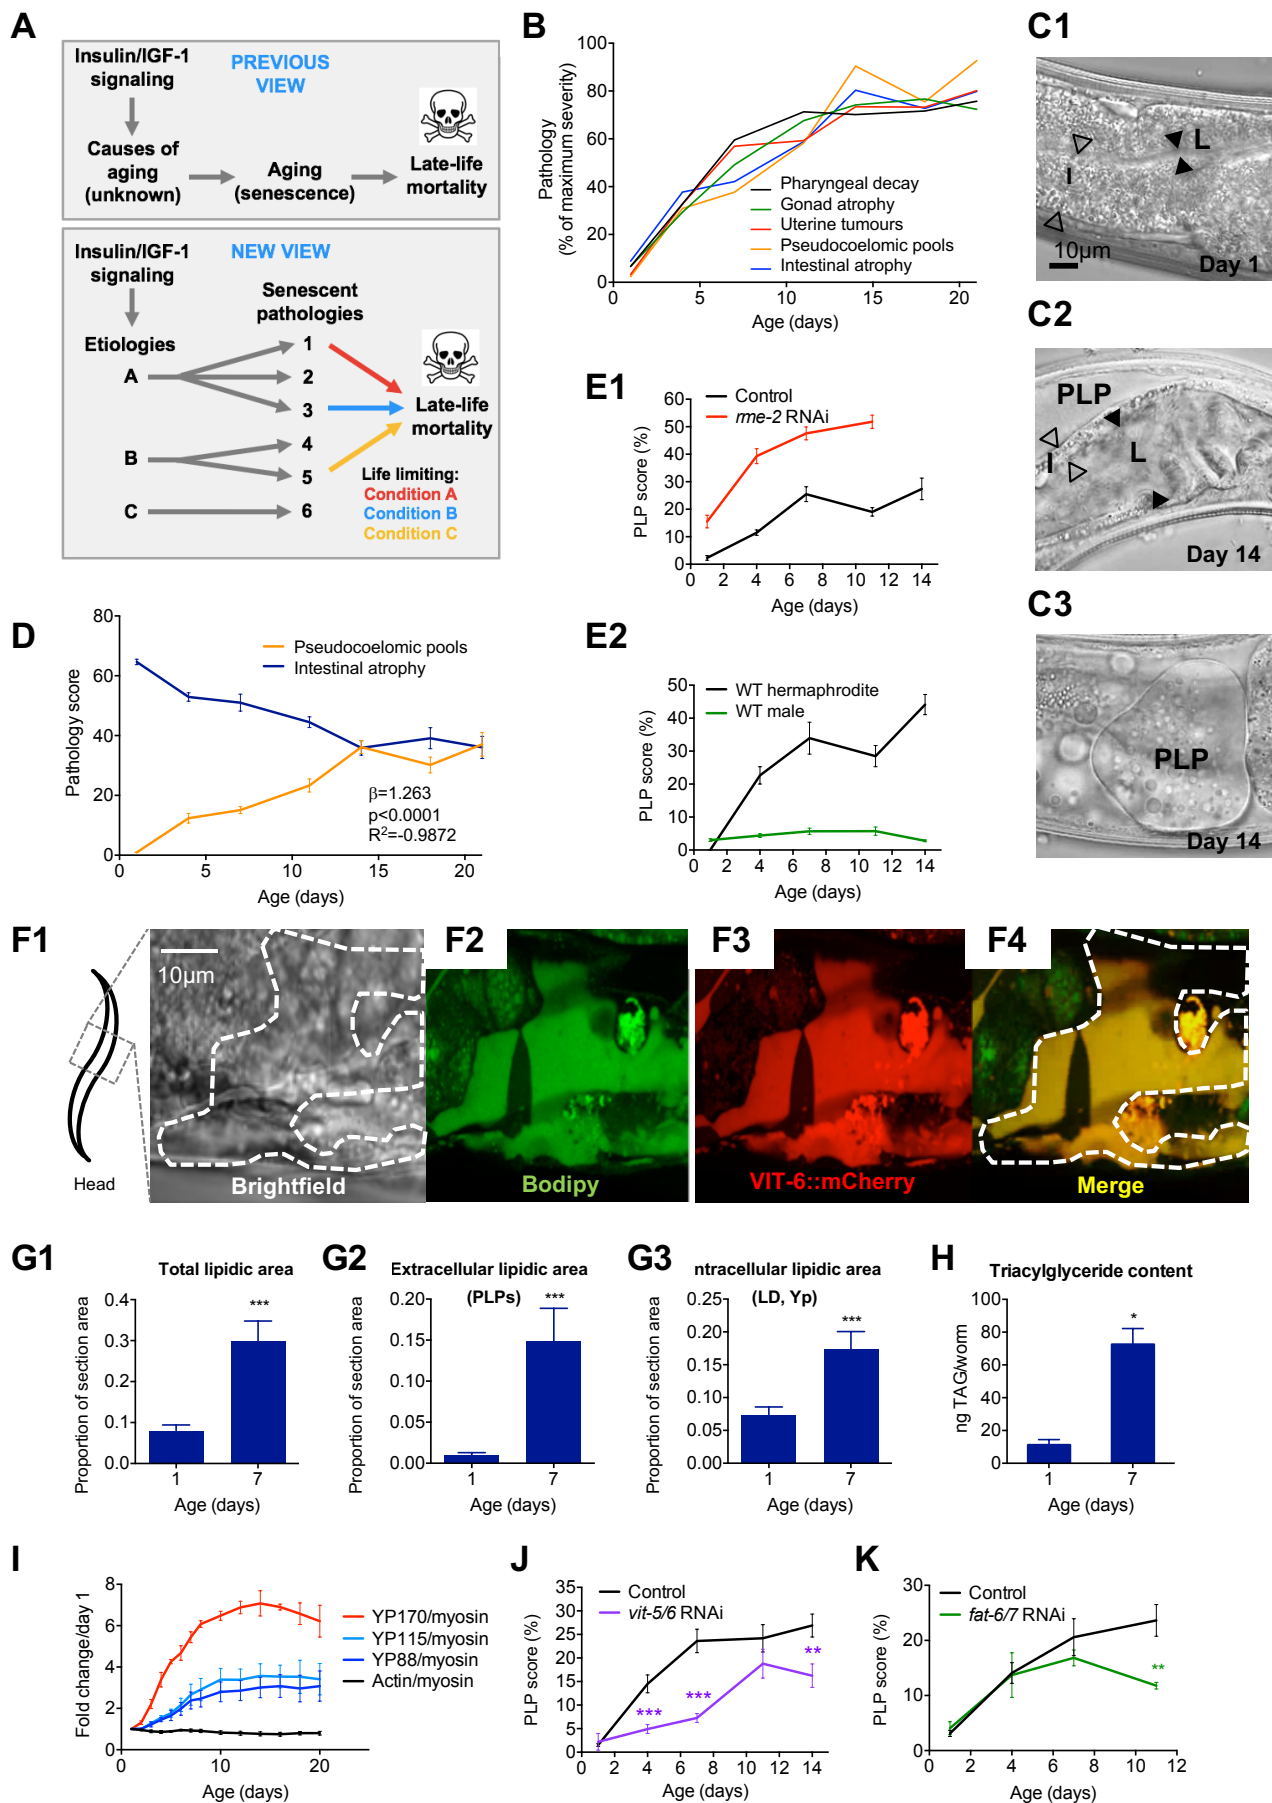 A
Insulin/IGF-1
signaling
PREVIOUS
VIEW
Causes of
aging
(unknown)
Aging
(senescence)
Late-life
mortality
Insulin/IGF-1
signaling
NEW VIEW
Senescent
pathologies
Etiologies
A
B
C
1
2
3
4
5
6
Late-life
mortality
Life limiting:
Condition A
Condition B
Condition C
B
Pathology
(% of maximum severity)
100
80
60
40
20
0
0
5
10
15
20
Age (days)
Pharyngeal decay
Gonad atrophy
Uterine tumours
Pseudocoelomic pools
Intestinal atrophy
C1
L
I
10µm
Day 1
C2
PLP
I
L
Day 14
C3
PLP
Day 14
D
Pathology score
80
60
40
20
0
0
5
10
15
20
Age (days)
Pseudocoelomic pools
Intestinal atrophy
β=1.263
p<0.0001
R²=-0.9872
E1
Control
rme-2 RNAi
PLP score (%)
60
50
40
30
20
10
0
0 2 4 6 8 10 12 14
Age (days)
E2
WT hermaphrodite
WT male
PLP score (%)
50
40
30
20
10
0
0 2 4 6 8 10 12 14
Age (days)
F1
10µm
Head
Brightfield
F2
Bodipy
F3
VIT-6::mCherry
F4
Merge
G1
Total lipidic area
Proportion of section area
0.4
0.3
0.2
0.1
0.0
***
1 7
Age (days)
G2
Extracellular lipidic area
(PLPs)
Proportion of section area
0.20
0.15
0.10
0.05
0.00
***
1 7
Age (days)
G3
ntracellular lipidic area
(LD, Yp)
Proportion of section area
0.25
0.20
0.15
0.10
0.05
0.00
***
1 7
Age (days)
H
Triacylglyceride content
ng TAG/worm
100
80
60
40
20
0
*
1 7
Age (days)
I
Fold change/day 1
8
6
4
2
0
0 10 20
Age (days)
YP170/myosin
YP115/myosin
YP88/myosin
Actin/myosin
J
Control
vit-5/6 RNAi
PLP score (%)
35
30
25
20
15
10
5
0
***
***
**
0 2 4 6 8 10 12 14
Age (days)
K
Control
fat-6/7 RNAi
PLP score (%)
30
20
10
0
**
0 2 4 6 8 10 12
Age (days)